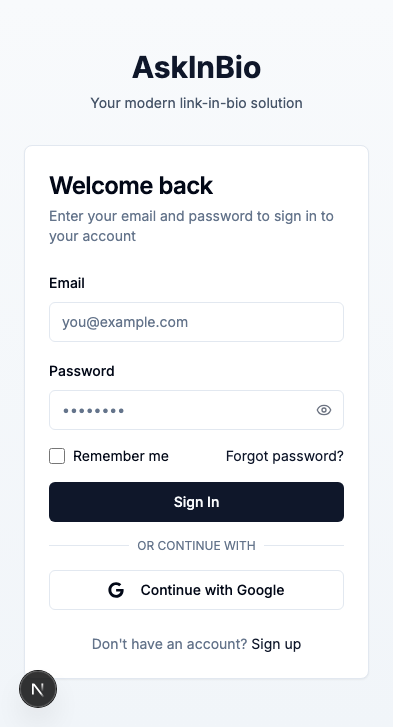 AskInBio
Your modern link-in-bio solution
Welcome back
Enter your email and password to sign in to
your account
Email
you@example.com
Password
••••••••
Remember me
Forgot password?
Sign In
OR CONTINUE WITH
G Continue with Google
Don't have an account? Sign up
N